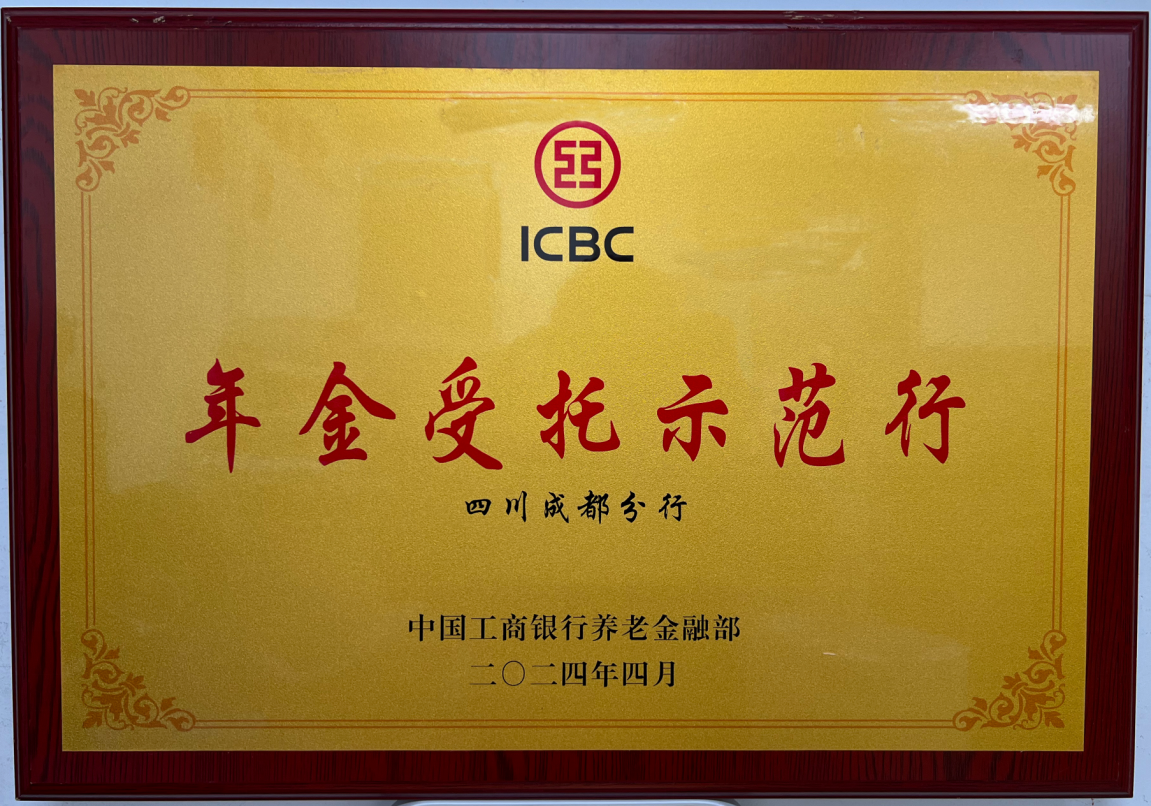 ICBC
年金受托示范行
四川成都分行
中国工商银行养老金融部
二〇二四年四月